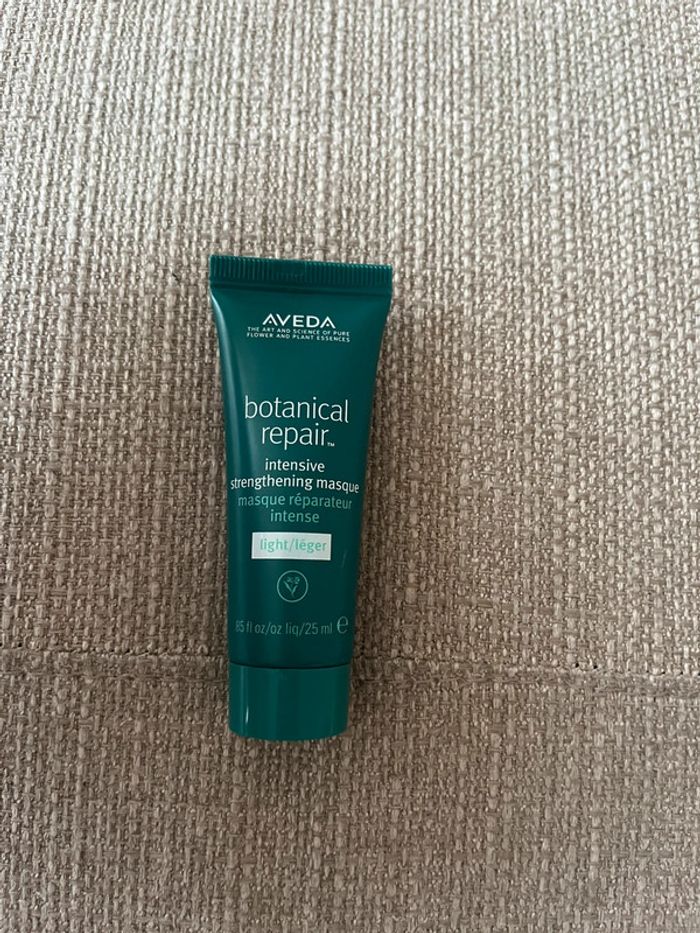 AVEDA
THE ART AND SCIENCE OF PURE
FLOWER AND PLANT ESSENCES
botanical
repair™
intensive
strengthening masque
masque réparateur
intense
light/léger
85 fl oz/oz liq/25 ml e